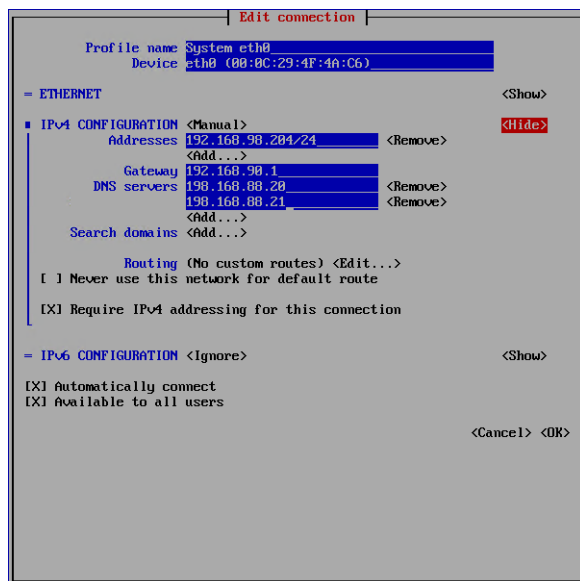 Edit connection
Profile name System eth0
Device eth0 (00:0C:29:4F:4A:C6)
= ETHERNET <Show>
IPv4 CONFIGURATION <Manual> <Hide>
Addresses 192.168.98.204/24 <Remove>
<Add...>
Gateway 192.168.90.1
DNS servers 198.168.88.20 <Remove>
198.168.88.21 <Remove>
<Add...>
Search domains <Add...>
Routing (No custom routes) <Edit...>
[ ] Never use this network for default route
[X] Require IPv4 addressing for this connection
= IPv6 CONFIGURATION <Ignore> <Show>
[X] Automatically connect
[X] Available to all users
<Cancel> <OK>